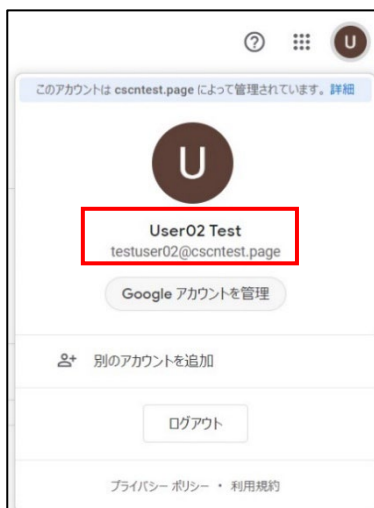 U
このアカウントは cscntest.page によって管理されています。詳細
U
User02 Test
testuser02@cscntest.page
Google アカウントを管理
別のアカウントを追加
ログアウト
プライバシー ポリシー ・ 利用規約